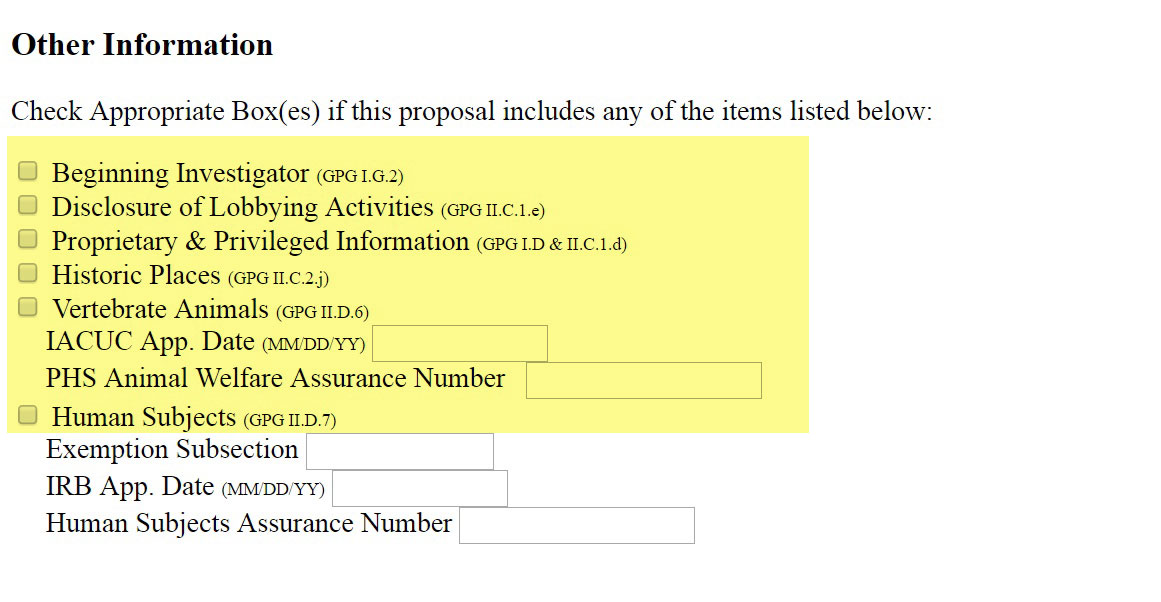 Other Information
Check Appropriate Box(es) if this proposal includes any of the items listed below:
Beginning Investigator (GPG I.G.2)
Disclosure of Lobbying Activities (GPG II.C.1.e)
Proprietary & Privileged Information (GPG I.D & II.C.1.d)
Historic Places (GPG II.C.2.j)
Vertebrate Animals (GPG II.D.6)
IACUC App. Date (MM/DD/YY)
PHS Animal Welfare Assurance Number
Human Subjects (GPG II.D.7)
Exemption Subsection
IRB App. Date (MM/DD/YY)
Human Subjects Assurance Number